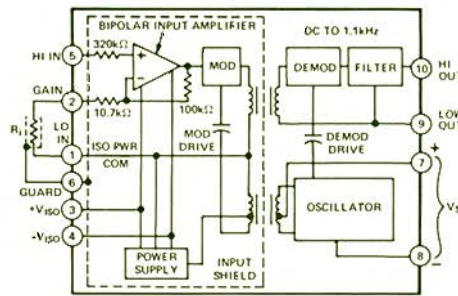 BIPOLAR INPUT AMPLIFIER
DC TO 1.1kHz
HI IN
5
320kΩ
+
−
MOD
DEMOD
FILTER
10
HI
OUT
GAIN
2
10.7kΩ
100kΩ
MOD
DRIVE
DEMOD
DRIVE
LOW
OUT
9
LO
IN
1
ISO PWR
COM
+
7
6
GUARD
OSCILLATOR
+VISO
3
-VISO
4
POWER
SUPPLY
INPUT
SHIELD
8
−